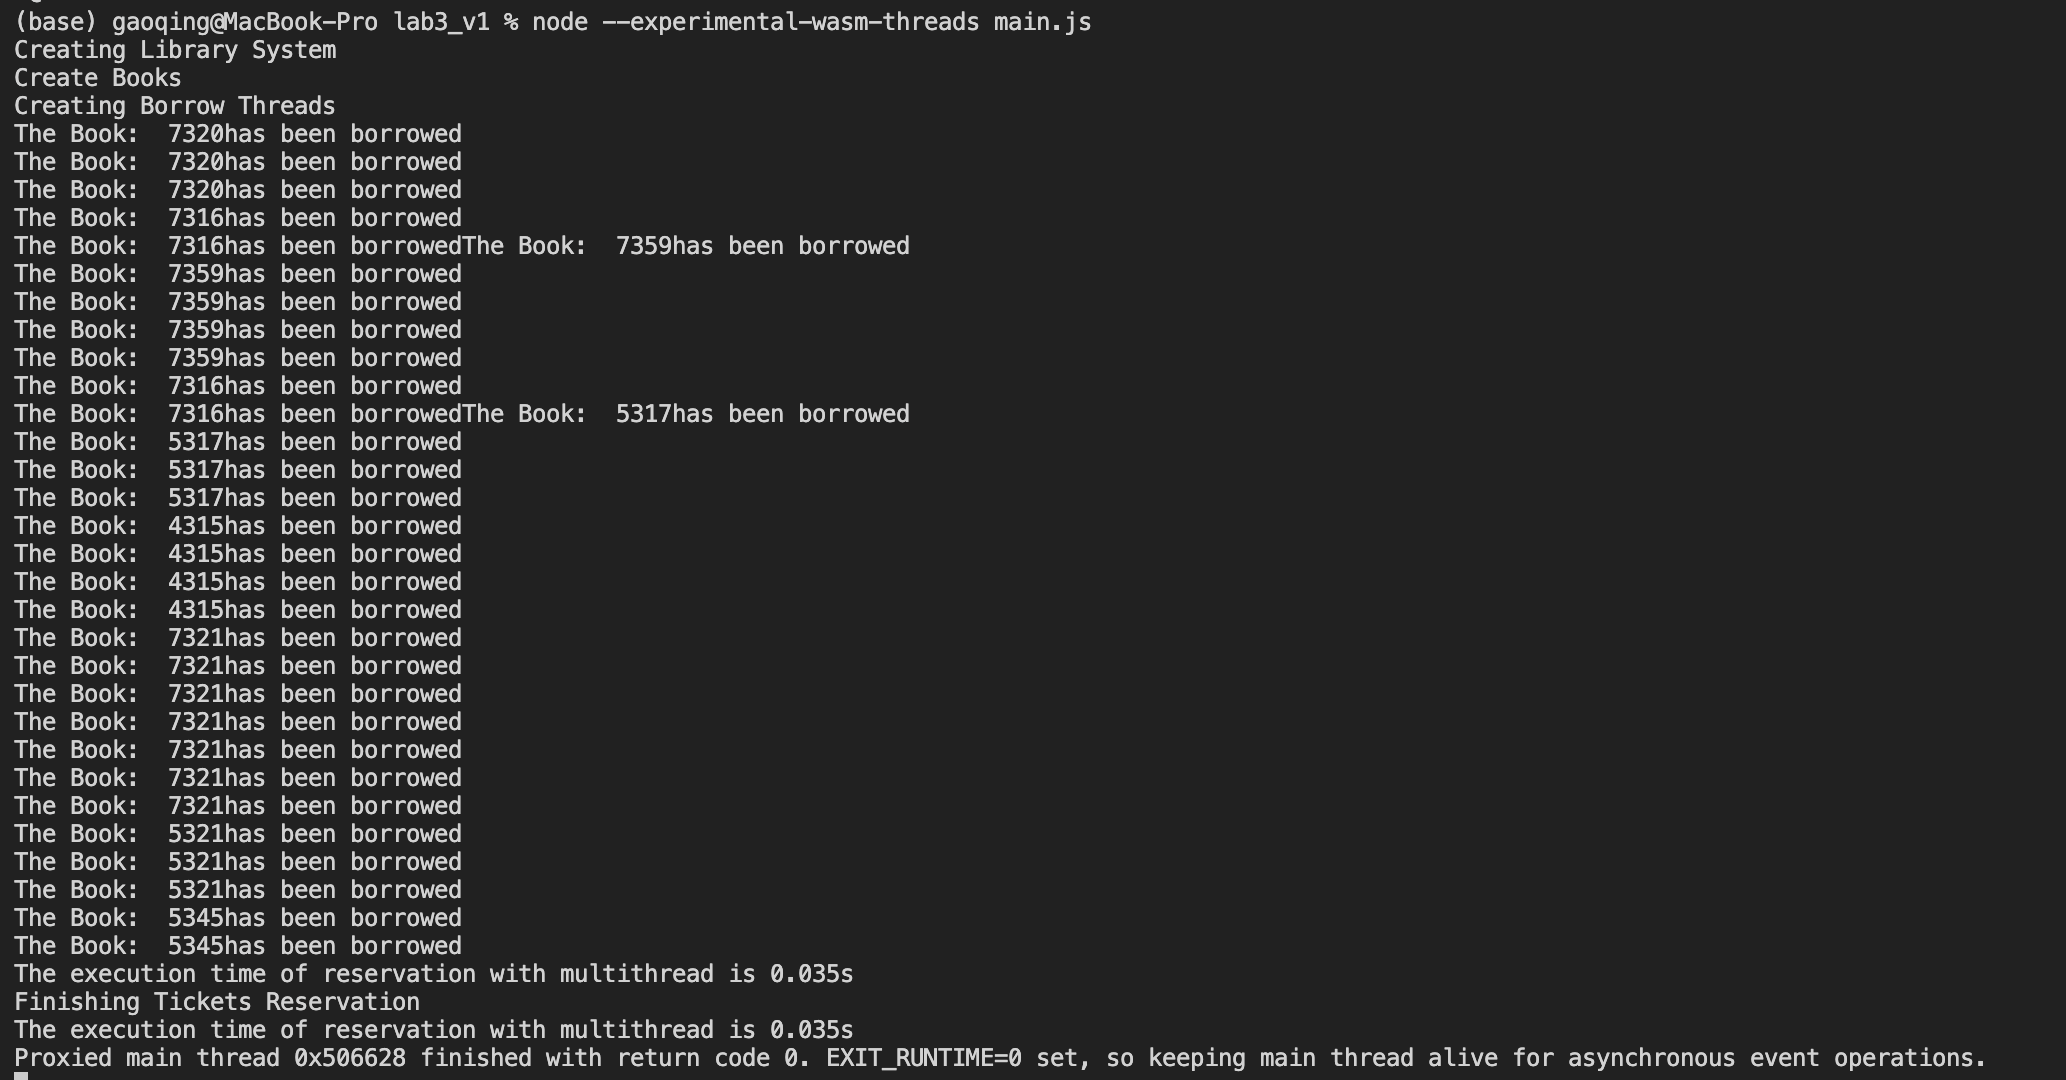 (base) gaoqing@MacBook-Pro lab3_v1 % node --experimental-wasm-threads main.js
Creating Library System
Create Books
Creating Borrow Threads
The Book:  7320has been borrowed
The Book:  7320has been borrowed
The Book:  7320has been borrowed
The Book:  7316has been borrowed
The Book:  7316has been borrowedThe Book:  7359has been borrowed
The Book:  7359has been borrowed
The Book:  7359has been borrowed
The Book:  7359has been borrowed
The Book:  7359has been borrowed
The Book:  7316has been borrowed
The Book:  7316has been borrowedThe Book:  5317has been borrowed
The Book:  5317has been borrowed
The Book:  5317has been borrowed
The Book:  5317has been borrowed
The Book:  4315has been borrowed
The Book:  4315has been borrowed
The Book:  4315has been borrowed
The Book:  4315has been borrowed
The Book:  7321has been borrowed
The Book:  7321has been borrowed
The Book:  7321has been borrowed
The Book:  7321has been borrowed
The Book:  7321has been borrowed
The Book:  7321has been borrowed
The Book:  7321has been borrowed
The Book:  5321has been borrowed
The Book:  5321has been borrowed
The Book:  5321has been borrowed
The Book:  5345has been borrowed
The Book:  5345has been borrowed
The execution time of reservation with multithread is 0.035s
Finishing Tickets Reservation
The execution time of reservation with multithread is 0.035s
Proxied main thread 0x506628 finished with return code 0. EXIT_RUNTIME=0 set, so keeping main thread alive for asynchronous event operations.